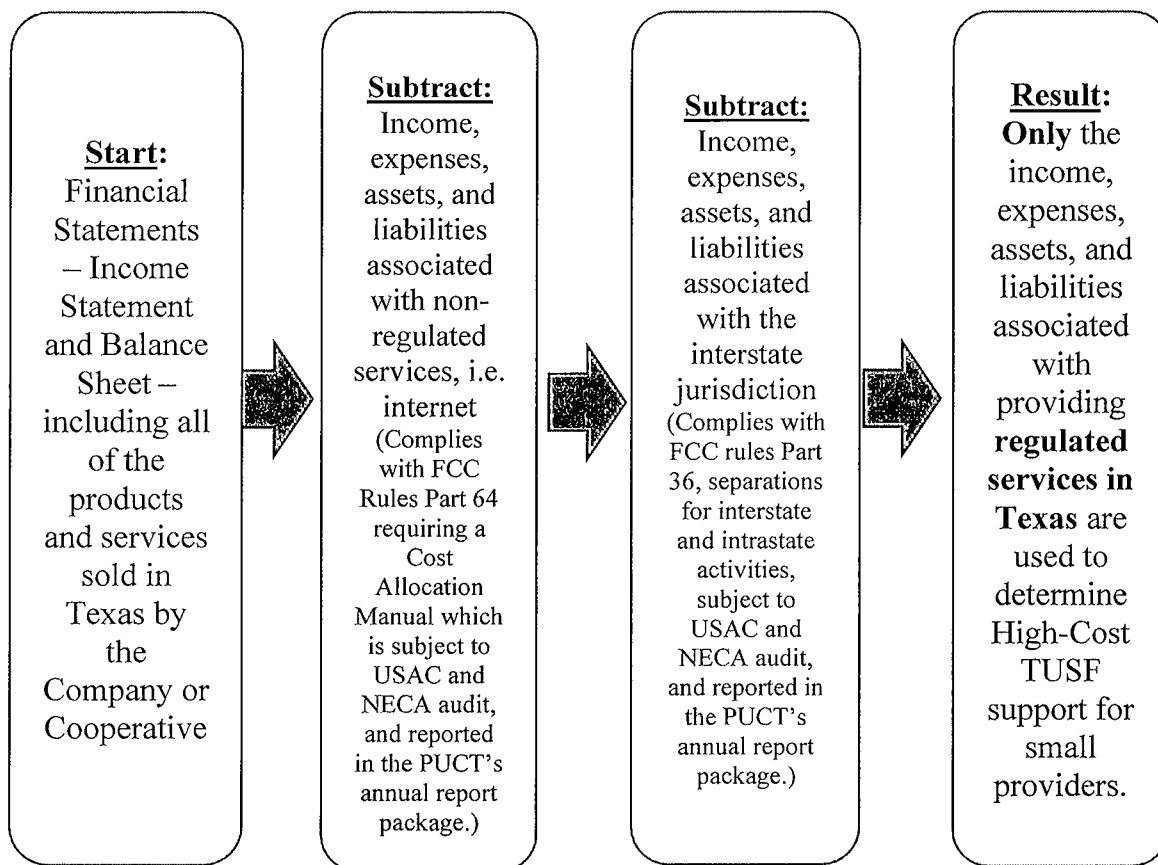 Start:
Financial
Statements
– Income
Statement
and Balance
Sheet –
including all
of the
products
and services
sold in
Texas by
the
Company or
Cooperative
Subtract:
Income,
expenses,
assets, and
liabilities
associated
with non-
regulated
services, i.e.
internet
(Complies
with FCC
Rules Part 64
requiring a
Cost
Allocation
Manual which
is subject to
USAC and
NECA audit,
and reported
in the PUCT's
annual report
package.)
Subtract:
Income,
expenses,
assets, and
liabilities
associated
with the
interstate
jurisdiction
(Complies with
FCC rules Part
36, separations
for interstate
and intrastate
activities,
subject to
USAC and
NECA audit,
and reported in
the PUCT's
annual report
package.)
Result:
Only the
income,
expenses,
assets, and
liabilities
associated
with
providing
regulated
services in
Texas are
used to
determine
High-Cost
TUSF
support for
small
providers.